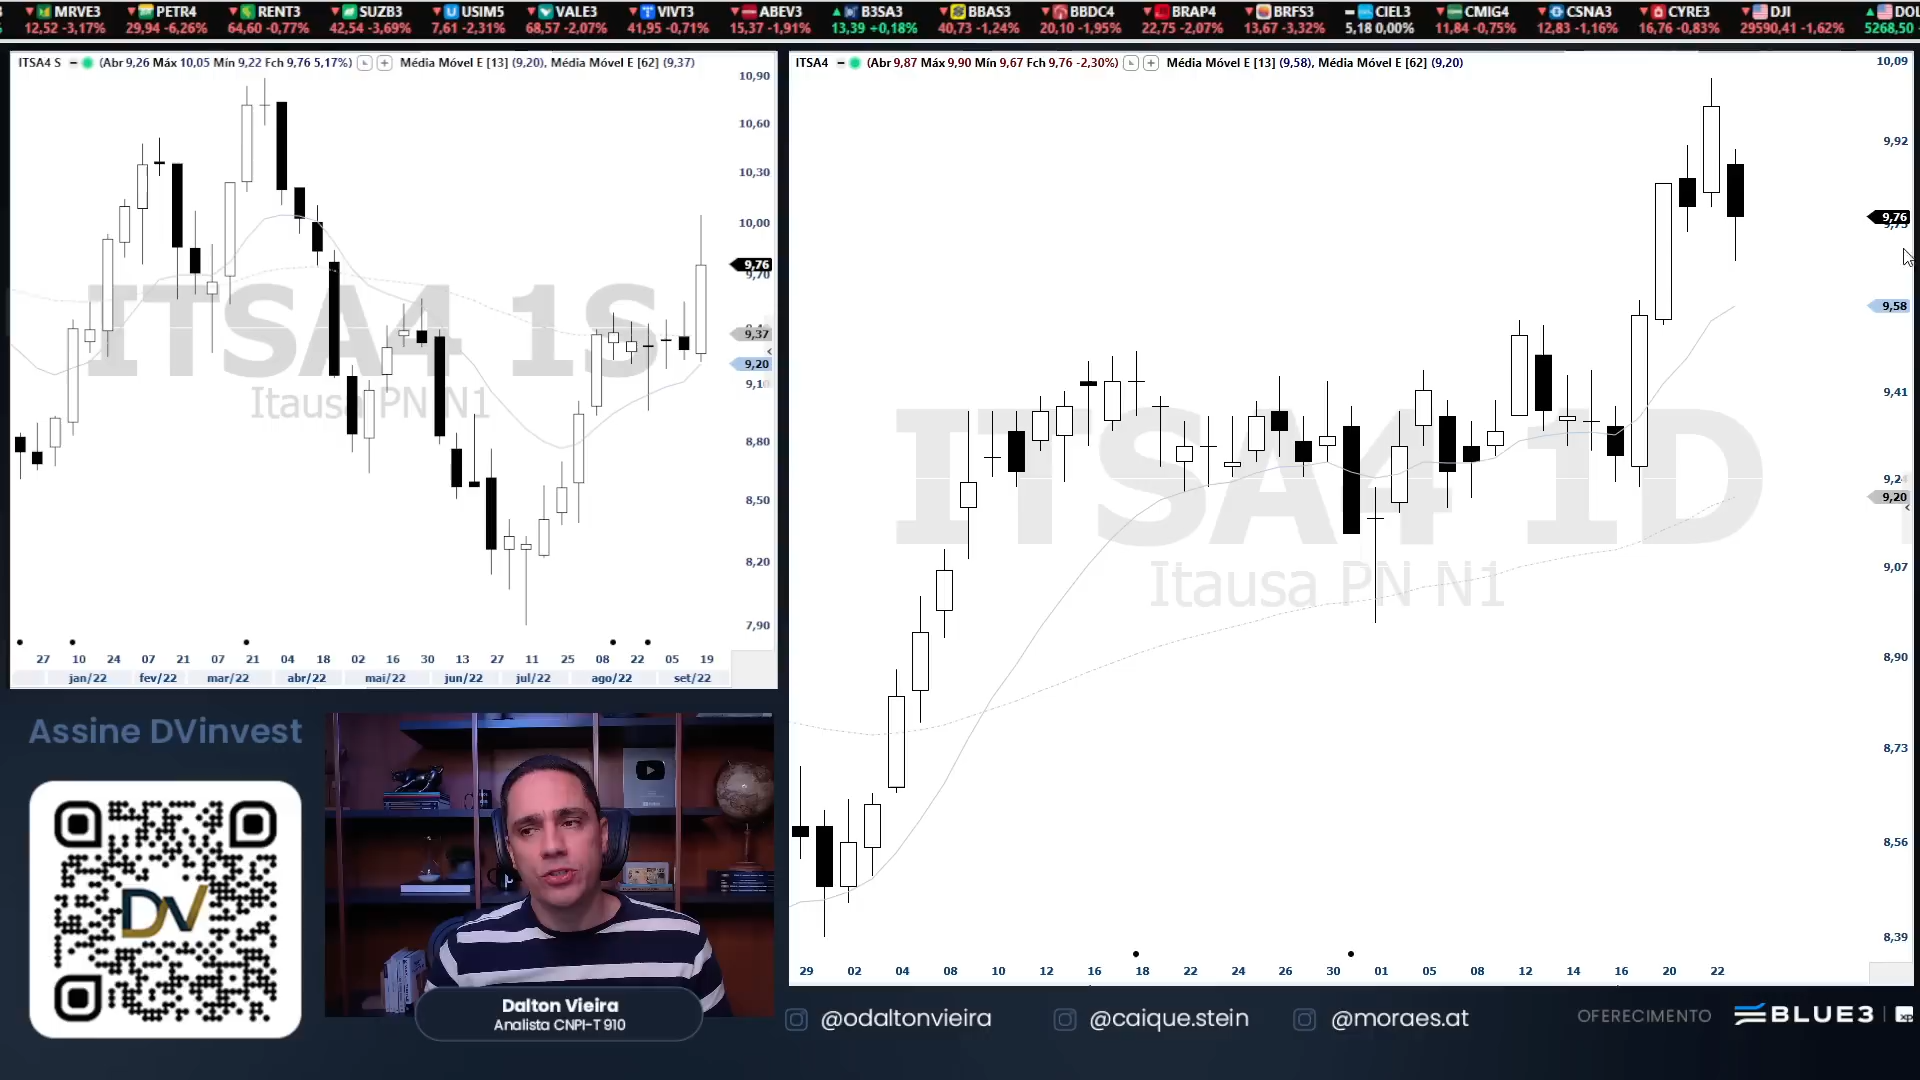 MRVE3 PETR4 RENT3 SUZB3 USIM5 VALE3 VIVT3 ABEV3 B3SA3 BBAS3 BBDC4 BRAP4 BRFS3 CIEL3 CMIG4 CSNA3 CYRE3 DJI DOL
12,52 -3,17% 29,94 -6,26% 64,60 -0,77% 42,54 -3,69% 7,61 -2,31% 68,57 -2,07% 41,95 -0,71% 15,37 -1,91% 13,39 +0,18% 40,73 -1,24% 20,10 -1,95% 22,75 -2,07% 13,67 -3,32% 5,18 0,00% 11,84 -0,75% 12,83 -1,16% 16,76 -0,83% 29590,41 -1,62% 5268,50
ITSA4 S (Abr 9,26 Máx 10,05 Mín 9,22 Fch 9,76 5,17%) Média Móvel E [13] (9,20), Média Móvel E [62] (9,37)
10,90
10,60
10,30
10,00
9,76
9,70
9,37
9,20
9,10
8,80
8,50
8,20
7,90
ITSA4 1S
Itausa PN N1
27 10 24 07 21 07 21 04 18 02 16 30 13 27 11 25 08 22 05 19
jan/22 fev/22 mar/22 abr/22 mai/22 jun/22 jul/22 ago/22 set/22
ITSA4 (Abr 9,87 Máx 9,90 Mín 9,67 Fch 9,76 -2,30%) Média Móvel E [13] (9,58), Média Móvel E [62] (9,20)
10,09
9,92
9,76
9,75
9,58
9,41
9,24
9,20
9,07
8,90
8,73
8,56
8,39
ITSA4 1D
Itausa PN N1
29 02 04 08 10 12 16 18 22 24 26 30 01 05 08 12 14 16 20 22
Assine DVinvest
DV
Dalton Vieira
Analista CNPI-T 910
@odaltonvieira
@caique.stein
@moraes.at
OFERECIMENTO
BLUE3
xp